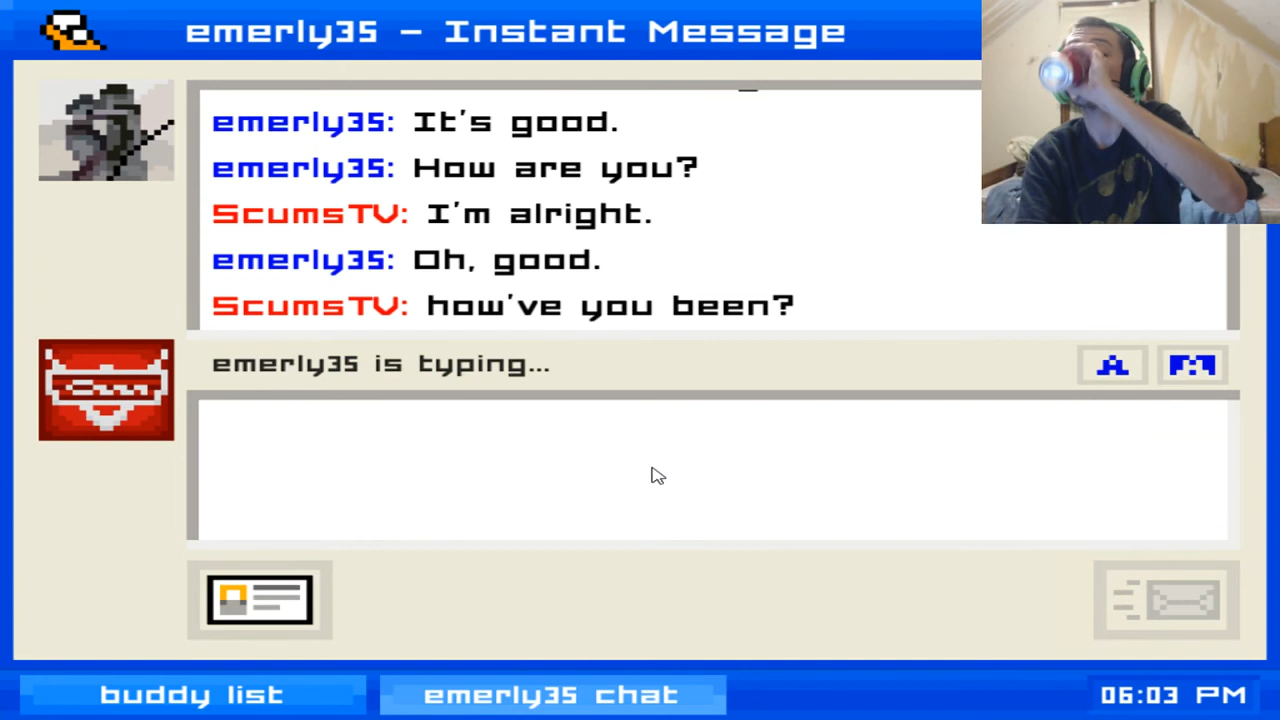 emerly35 - Instant Message
emerly35: It's good.
emerly35: How are you?
ScumsTV: I'm alright.
emerly35: Oh, good.
ScumsTV: how've you been?
emerly35 is typing...
buddy list
emerly35 chat
06:03 PM